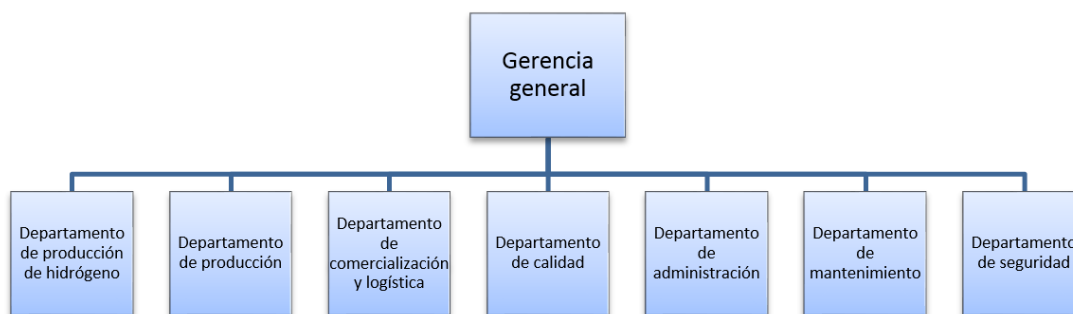 Gerencia
general
Departamento
de producción
de hidrógeno
Departamento
de producción
Departamento
de
comercialización
y logística
Departamento
de calidad
Departamento
de
administración
Departamento
de
mantenimiento
Departamento
de seguridad